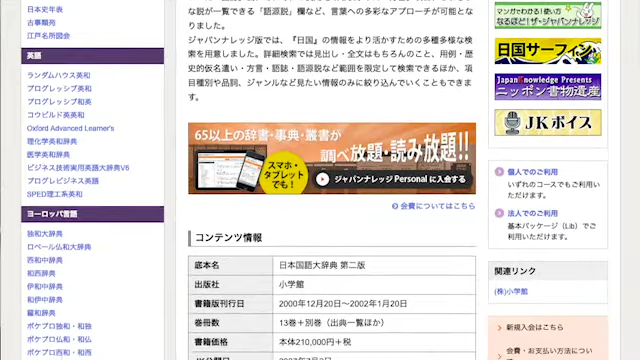 日本史年表
古事類苑
江戸名所図会
英語
ランダムハウス英和
プログレッシブ英和
プログレッシブ和英
コウビルド英英和
Oxford Advanced Learner's
理化学英和辞典
医学英和辞典
ビジネス技術実用英語大辞典V6
プログレビジネス英語
SPED理工系英和
ヨーロッパ言語
独和大辞典
ロベール仏和大辞典
西和中辞典
和西辞典
伊和中辞典
和伊中辞典
羅和辞典
ポケプロ独和・和独
ポケプロ仏和・和仏
ポケプロ西和・和西
な説が一覧できる「語源説」欄など、言葉への多彩なアプローチが可能とな
りました。
ジャパンナレッジ版では、『日国』の情報をより活かすための多種多様な検
索を用意しました。詳細検索では見出し・全文はもちろんのこと、用例・歴
史的仮名遣い・方言・語誌・語源説など範囲を限定して検索できるほか、項
目種別や品詞、ジャンルなど見たい情報のみに絞り込んでいくこともできま
す。
65以上の辞書・事典・叢書が
調べ放題・読み放題!!
スマホ・
タブレット
でも!
ジャパンナレッジ Personal に入会する
会費についてはこちら
コンテンツ情報
底本名 日本国語大辞典 第二版
出版社 小学館
書籍版刊行日 2000年12月20日～2002年1月20日
巻冊数 13巻+別巻（出典一覧ほか）
書籍価格 本体210,000円+税
マンガでわかる!使い方
なるほど!ザ・ジャパンナレッジ
日国サーフィン
JapanKnowledge Presents
ニッポン書物遺産
JKボイス
個人でのご利用
いずれのコースでもご利用い
ただけます。
法人でのご利用
基本パッケージ（Lib）でご
利用いただけます。
関連リンク
(株)小学館
新規入会はこちら
会費・お支払い方法につい